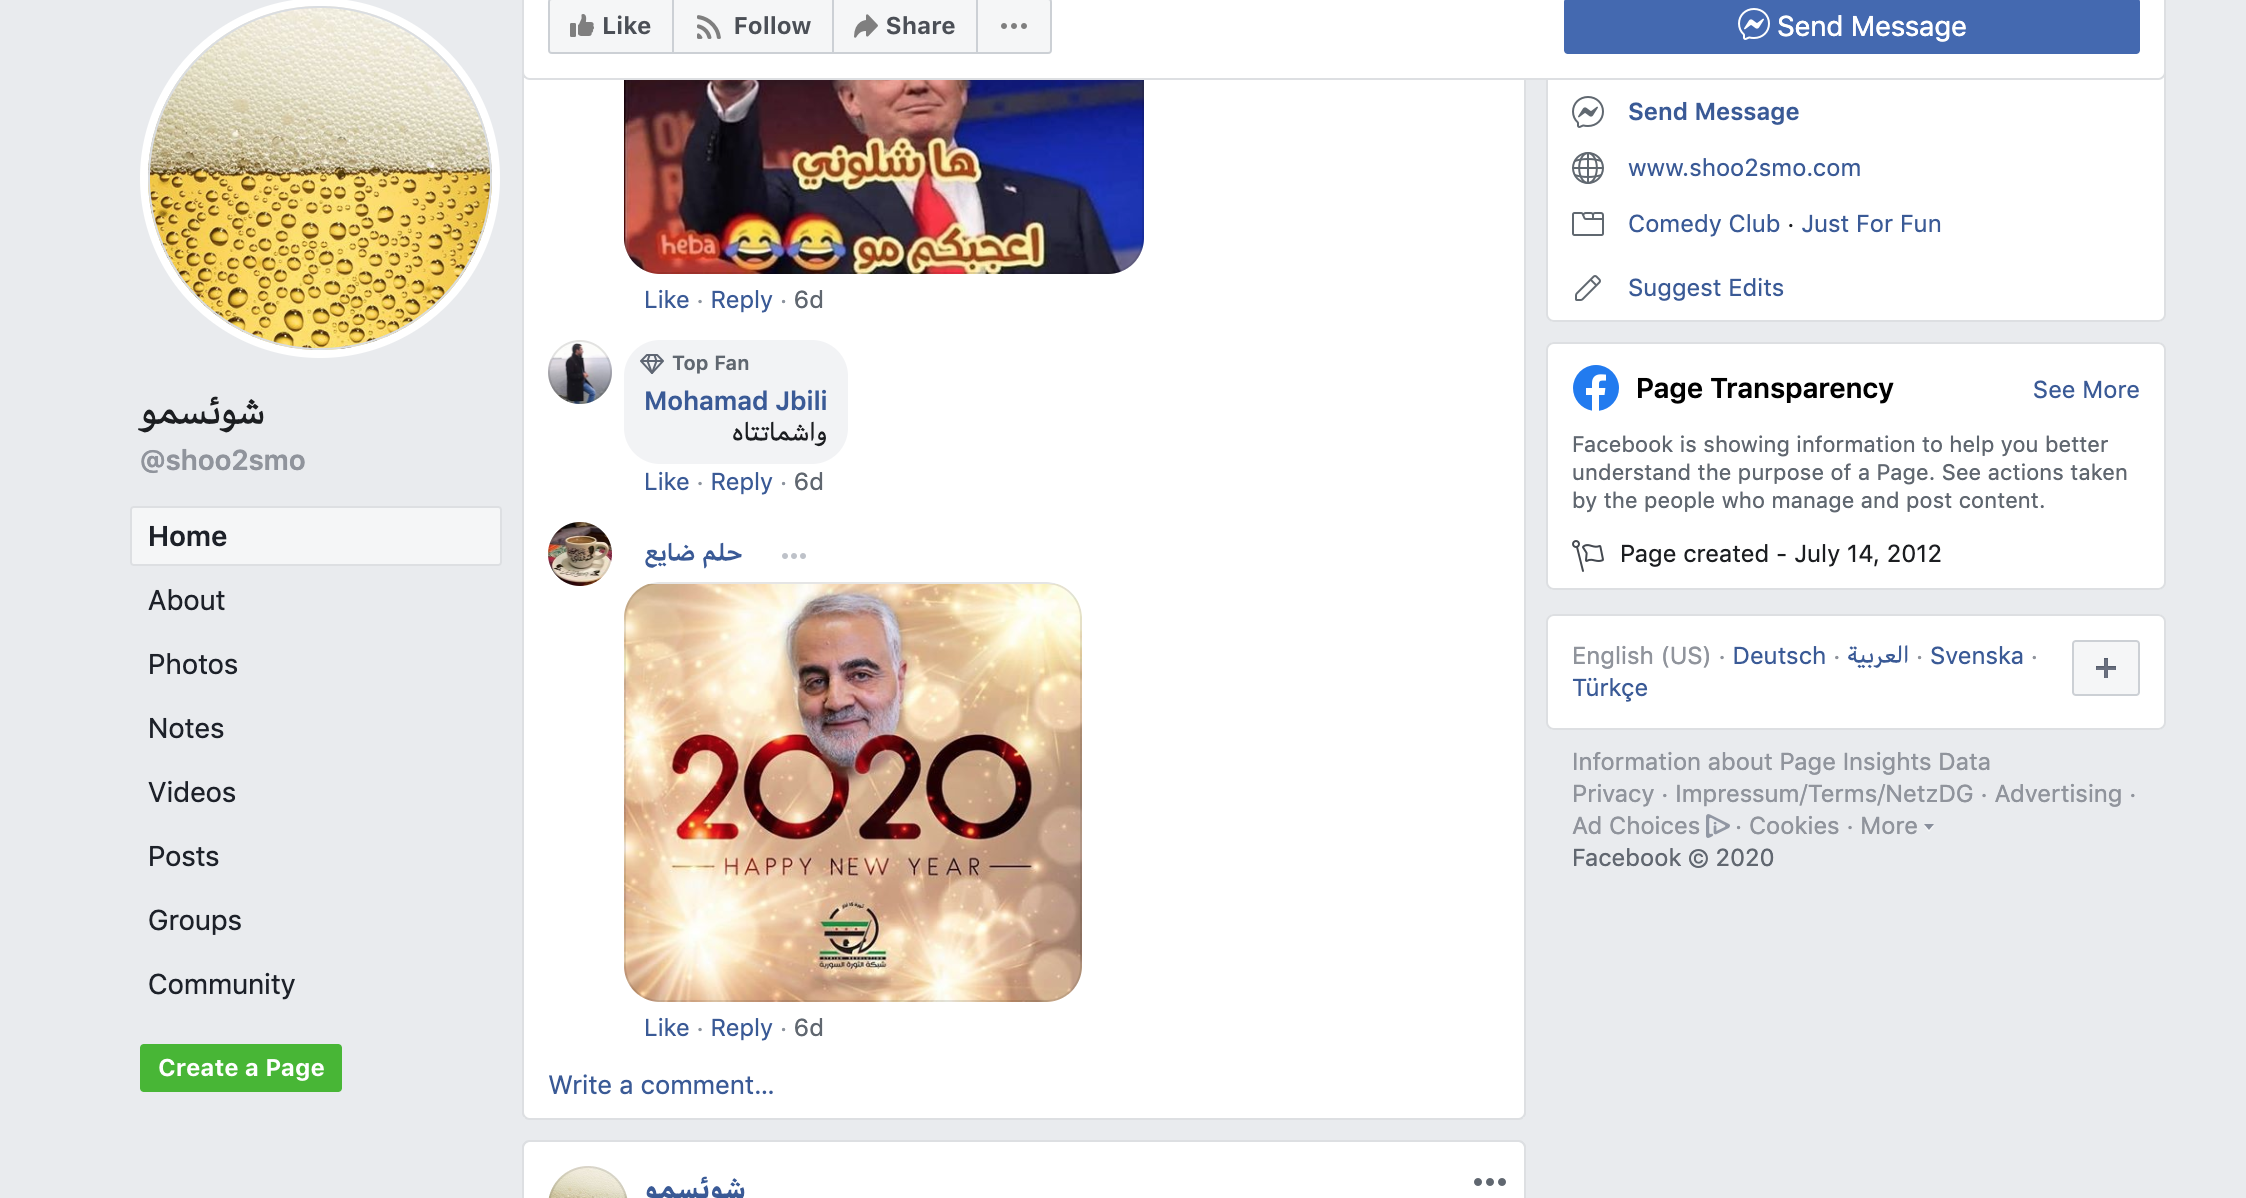 Like
Follow
Share
Send Message
شوئسمو
@shoo2smo
Home
About
Photos
Notes
Videos
Posts
Groups
Community
Create a Page
ها شلوني
اعجبكم مو
heba
Like · Reply · 6d
Top Fan
Mohamad Jbili
واشماتتاه
Like · Reply · 6d
حلم ضايع
2020
HAPPY NEW YEAR
SYRIAN REVOLUTION
شبكة الثورة السورية
Like · Reply · 6d
Write a comment...
شوئسمو
Send Message
www.shoo2smo.com
Comedy Club · Just For Fun
Suggest Edits
Page Transparency
See More
Facebook is showing information to help you better
understand the purpose of a Page. See actions taken
by the people who manage and post content.
Page created - July 14, 2012
English (US) · Deutsch · العربية · Svenska ·
Türkçe
Information about Page Insights Data
Privacy · Impressum/Terms/NetzDG · Advertising ·
Ad Choices · Cookies · More
Facebook © 2020